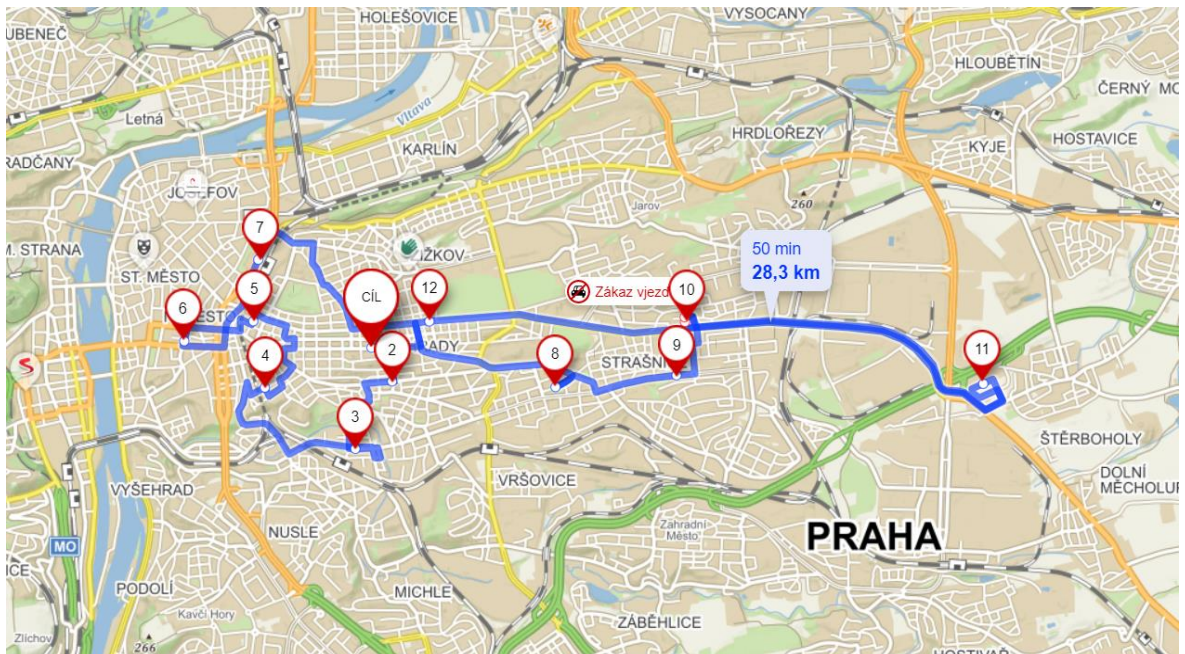 UBENEČ
HOLEŠOVICE
VYSOČANY
HLOUBĚTÍN
ČERNÝ MO
Letná
Vltava
KARLÍN
HRDLOŘEZY
HOSTAVICE
KYJE
RADČANY
JOSEFOV
Jarov
260
7
M. STRANA
ŽIŽKOV
50 min
28,3 km
ST. MĚSTO
5
CÍL
12
Zákaz vjezd
10
6
MĚSTO
4
2
ADY
8
STRAŠNI
9
11
3
ŠTĚRBOHOLY
VYŠEHRAD
VRŠOVICE
DOLNÍ
MĚCHOLUP
NUSLE
Zahradní
Město
PRAHA
MO
ICE
PODOLÍ
MICHLE
Kavčí Hory
ZÁBĚHLICE
Zlíchov
266
HOSTIVAŘ